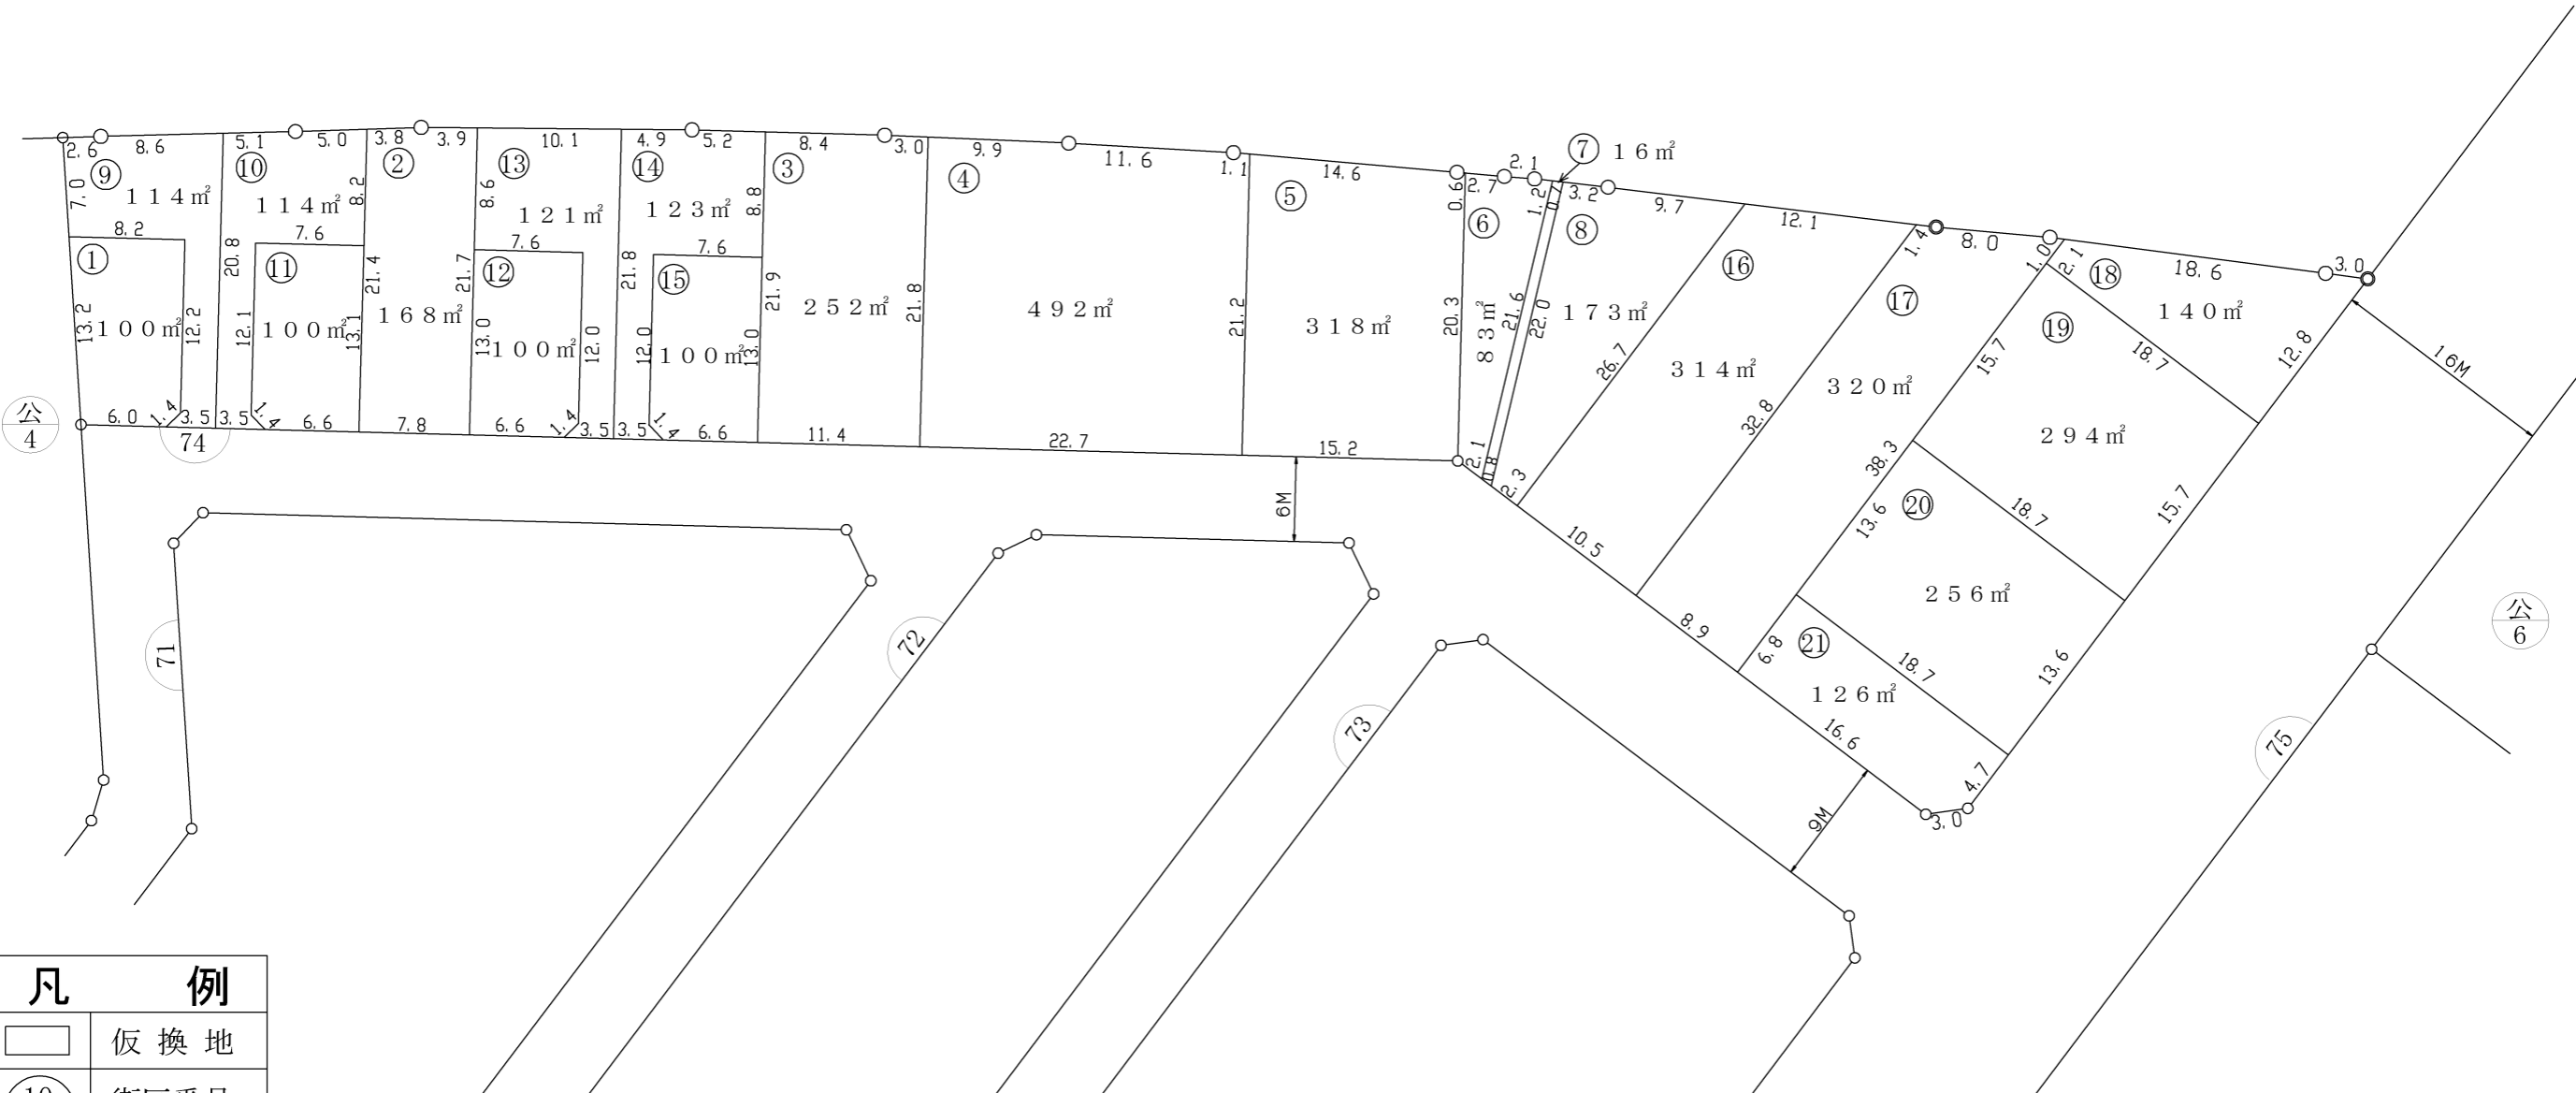 2.6 8.6 5.1 5.0 3.8 3.9 10.1 4.9 5.2 8.4 3.0 9.9 11.6 1.1 14.6 2.7 2.1 ⑦ 16㎡
0.6 1.2 0.7 3.2 9.7 12.1 1.4 8.0 1.0 2.1 18.6 3.0
⑨ 114㎡ 7.0 8.2
⑩ 114㎡ 8.2 7.6 20.8
② 168㎡ 21.4 21.7 7.8
⑬ 121㎡ 8.6 7.6
⑭ 123㎡ 8.8 7.6 21.8
③ 252㎡ 21.9 21.8 11.4
④ 492㎡ 21.2 22.7
⑤ 318㎡ 20.3 15.2
⑥ 83㎡ 21.6 2.1
22.0 0.8
⑧ 173㎡ 26.7 2.3
⑯ 314㎡ 32.8 10.5
⑰ 320㎡ 38.3 8.9
⑱ 140㎡ 12.8 18.7
⑲ 294㎡ 15.7 15.7 18.7
⑳ 256㎡ 13.6 13.6 18.7
㉑ 126㎡ 6.8 16.6 3.0 4.7
① 100㎡ 13.2 12.2 6.0 1.4 3.5
⑪ 100㎡ 12.1 13.1 3.5 1.4 6.6
⑫ 100㎡ 13.0 12.0 6.6 1.4 3.5
⑮ 100㎡ 12.0 13.0 3.5 1.4 6.6
公
4
74
6M
16M
9M
71
72
73
75
公
6
凡 例
仮換地
10 街区番号